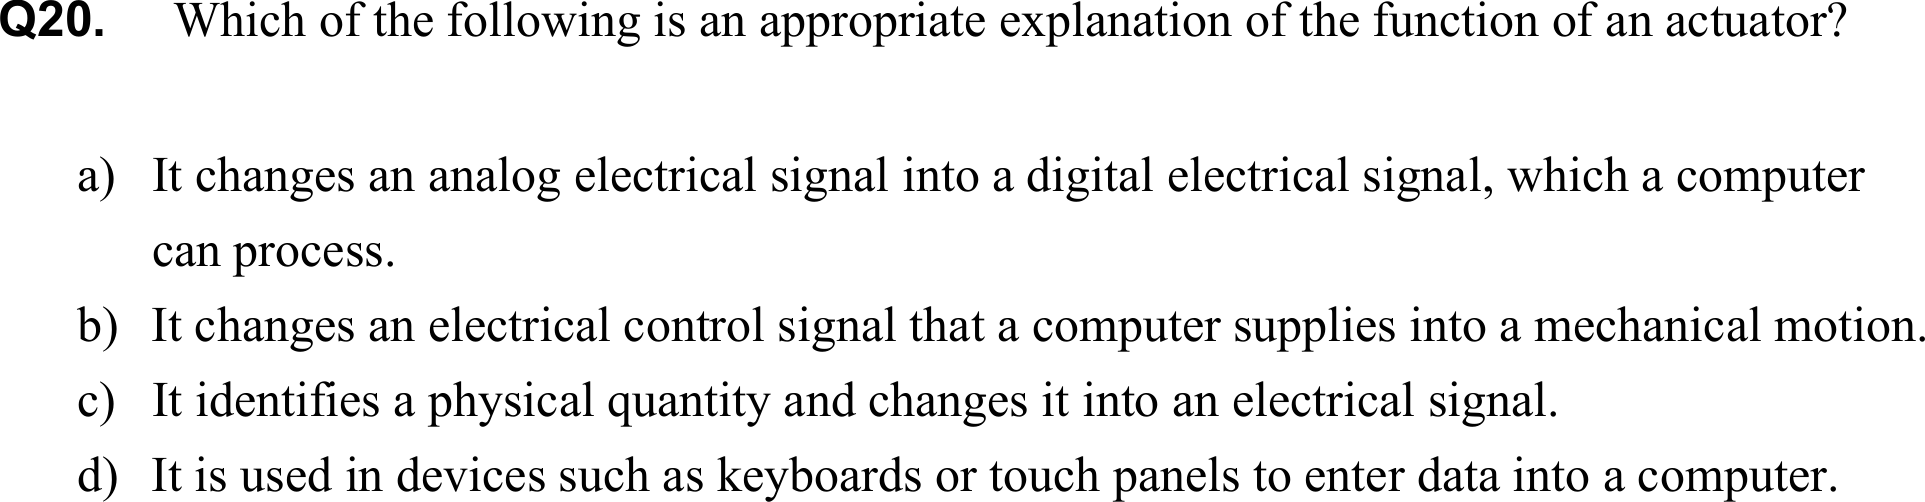 Q20. Which of the following is an appropriate explanation of the function of an actuator?
a) It changes an analog electrical signal into a digital electrical signal, which a computer
can process.
b) It changes an electrical control signal that a computer supplies into a mechanical motion.
c) It identifies a physical quantity and changes it into an electrical signal.
d) It is used in devices such as keyboards or touch panels to enter data into a computer.